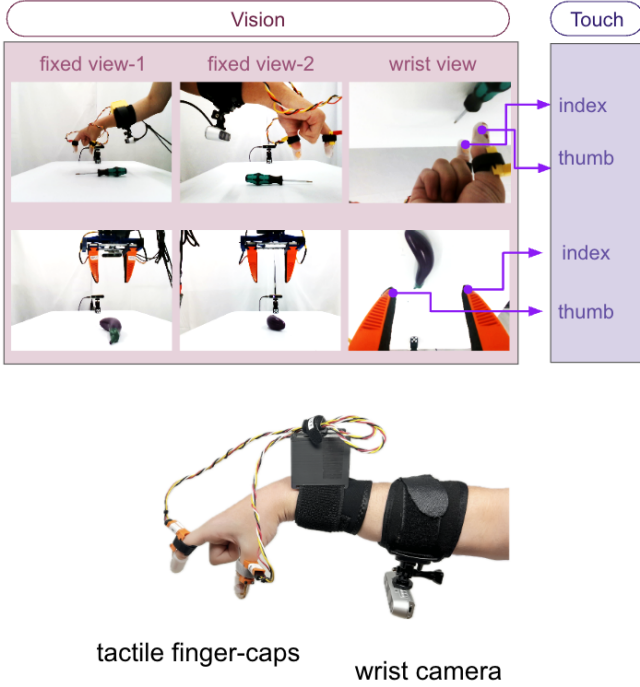 Vision
Touch
fixed view-1
fixed view-2
wrist view
index
thumb
index
thumb
tactile finger-caps
wrist camera